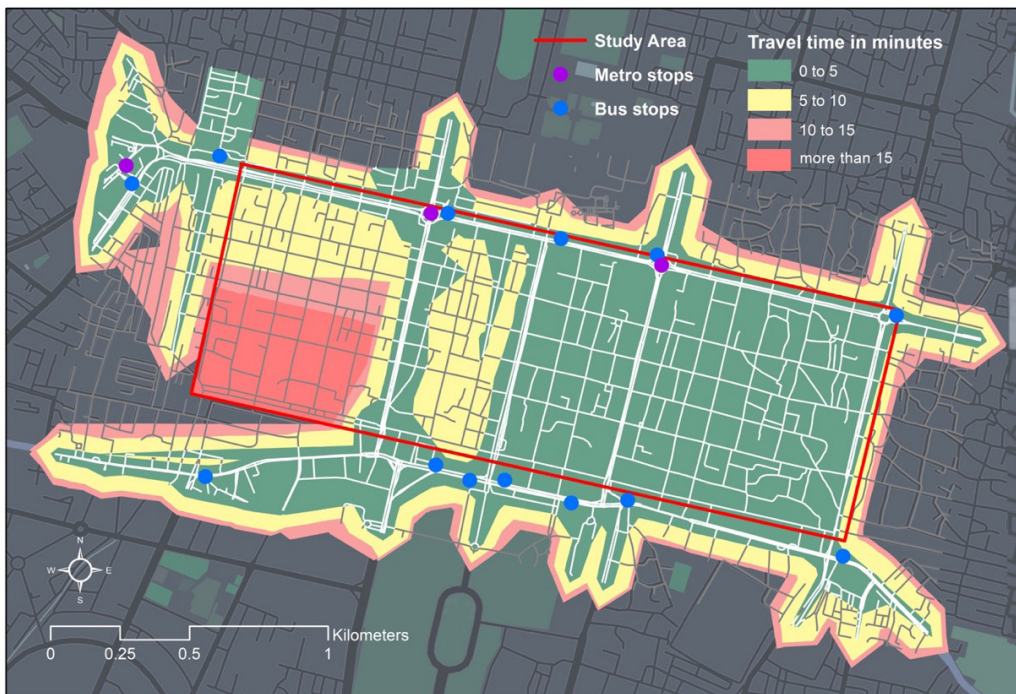 Study Area
Metro stops
Bus stops
Travel time in minutes
0 to 5
5 to 10
10 to 15
more than 15
N
W
E
S
Kilometers
0
0.25
0.5
1